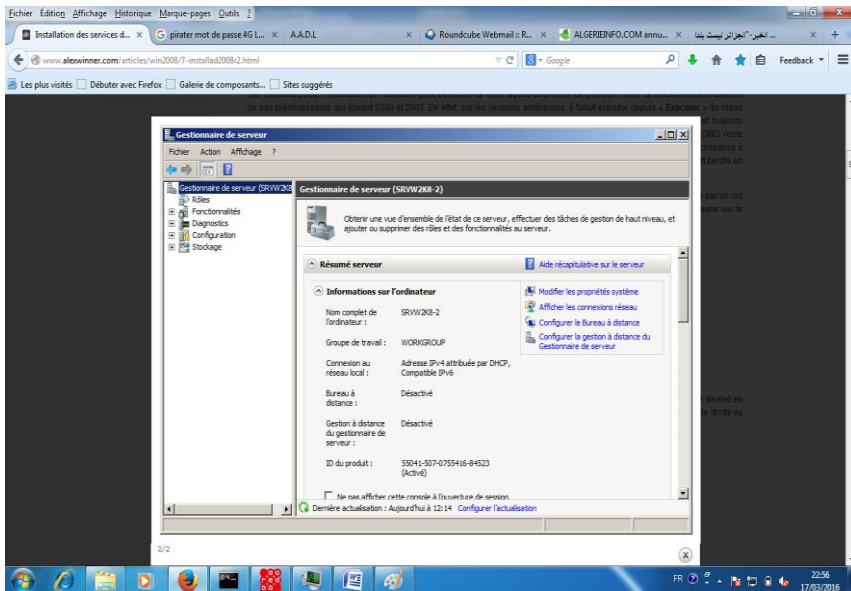 Fichier Édition Affichage Historique Marque-pages Outils ?
Installation des services d... × pirater mot de passe 4G L... × A.A.D.L × Roundcube Webmail :: R... × ALGERIEINFO.COM annu... × الخبر-"الجزائر ليست بلدا ... × +
www.alexwinner.com/articles/win2008/7-installad2008r2.html Google Feedback
Les plus visités Débuter avec Firefox Galerie de composants... Sites suggérés
de ses prédécesseurs qui étaient 2000 et 2003. En effet, sur les versions antérieures, il fallait exécuter depuis « Exécuter » du menu
Gestionnaire de serveur
Fichier Action Affichage ?
Gestionnaire de serveur (SRVW2K8
Rôles
Fonctionnalités
Diagnostics
Configuration
Stockage
Gestionnaire de serveur (SRVW2K8-2)
Obtenir une vue d'ensemble de l'état de ce serveur, effectuer des tâches de gestion de haut niveau, et
ajouter ou supprimer des rôles et des fonctionnalités au serveur.
Résumé serveur Aide récapitulative sur le serveur
Informations sur l'ordinateur
Nom complet de l'ordinateur : SRVW2K8-2
Groupe de travail : WORKGROUP
Connexion au réseau local : Adresse IPv4 attribuée par DHCP, Compatible IPv6
Bureau à distance : Désactivé
Gestion à distance du gestionnaire de serveur : Désactivé
ID du produit : 55041-507-0755416-84523 (Activé)
Modifier les propriétés système
Afficher les connexions réseau
Configurer le Bureau à distance
Configurer la gestion à distance du Gestionnaire de serveur
Ne pas afficher cette console à l'ouverture de session
Dernière actualisation : Aujourd'hui à 12:14 Configurer l'actualisation
2/2
FR 22:56
17/03/2016